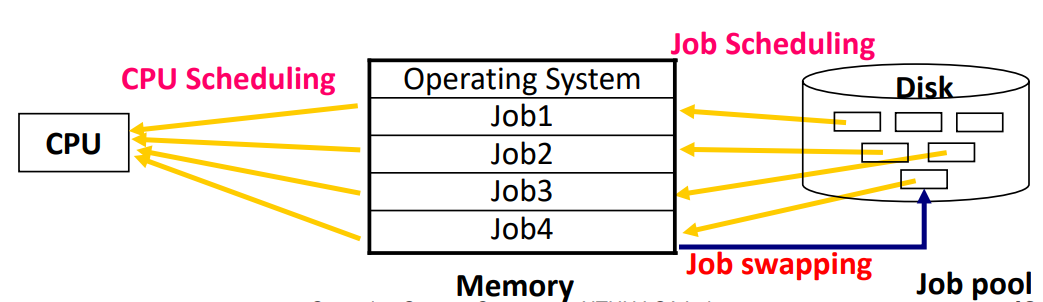 Job Scheduling
CPU Scheduling
Operating System
Disk
Job1
CPU
Job2
Job3
Job4
Job swapping
Memory
Job pool